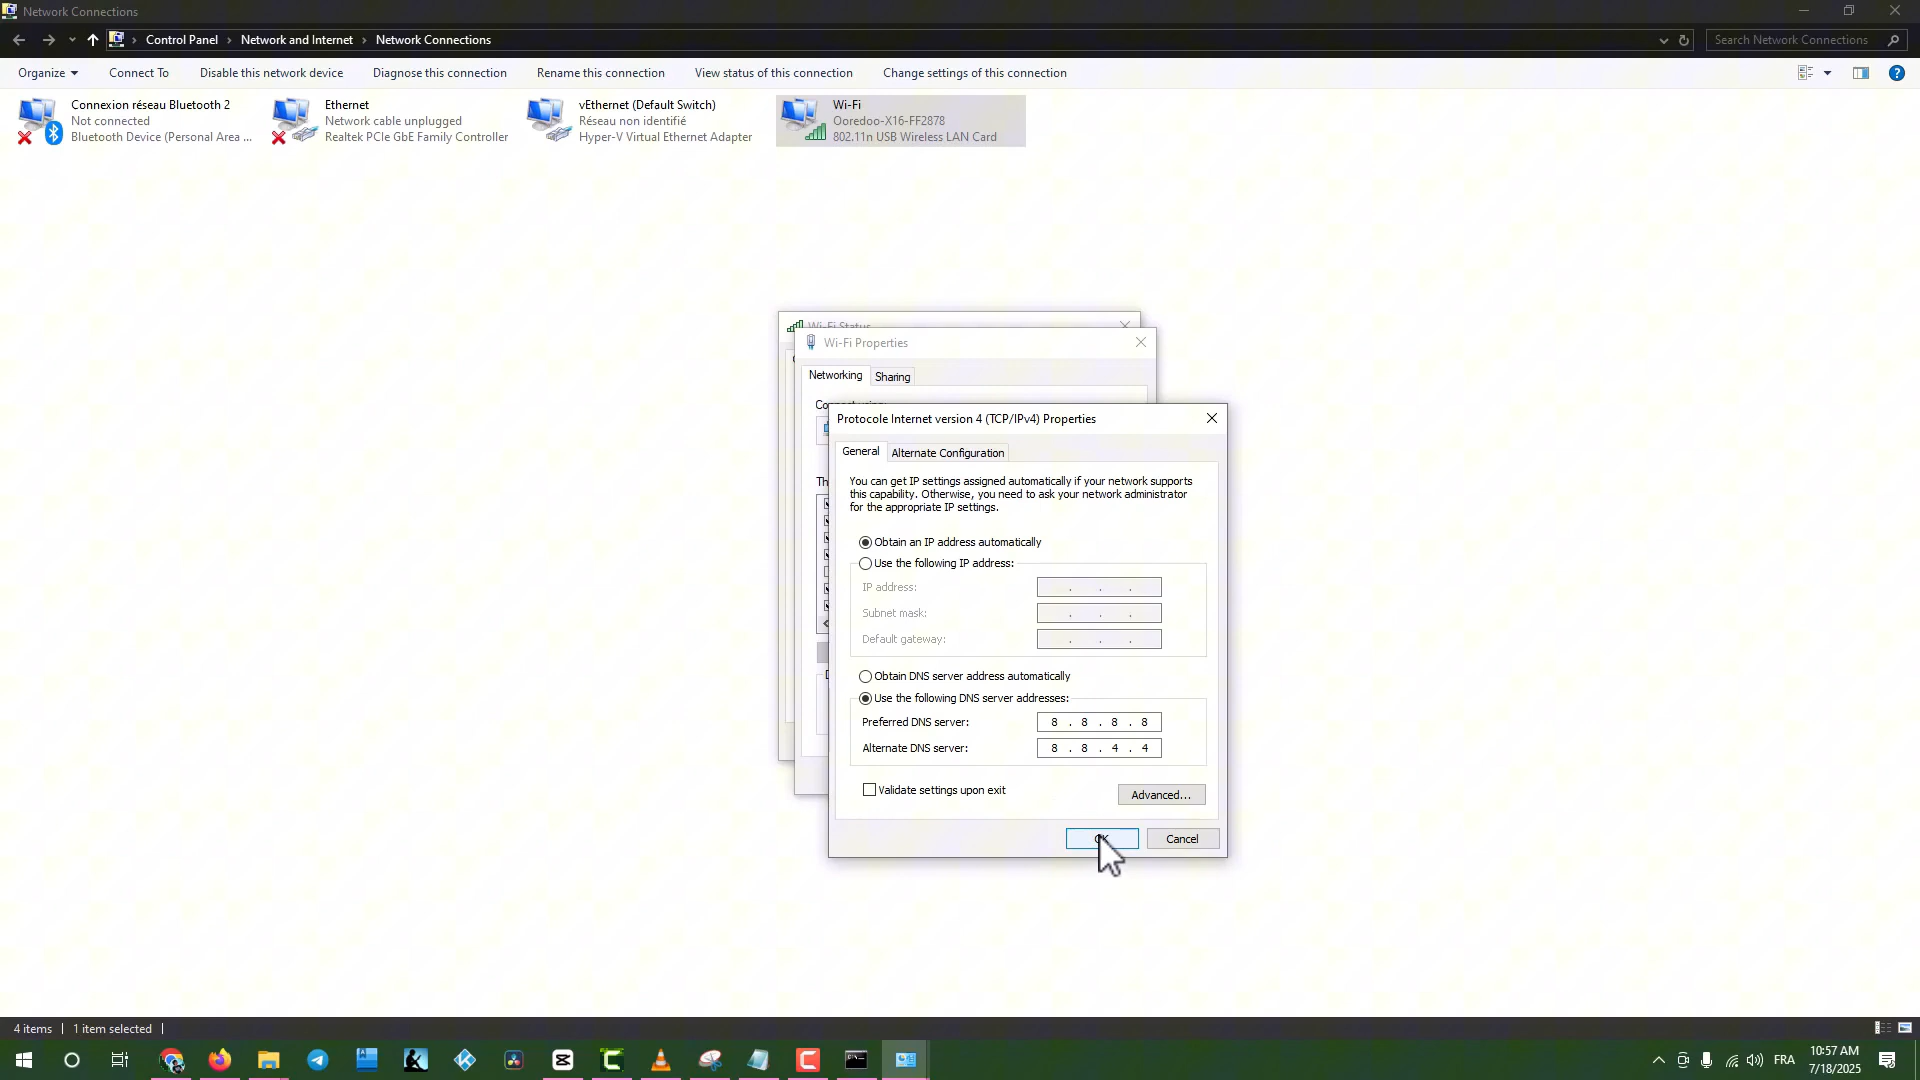 Network Connections
Control Panel > Network and Internet > Network Connections
Search Network Connections
Organize Connect To Disable this network device Diagnose this connection Rename this connection View status of this connection Change settings of this connection
Connexion réseau Bluetooth 2
Not connected
Bluetooth Device (Personal Area ...
Ethernet
Network cable unplugged
Realtek PCIe GbE Family Controller
vEthernet (Default Switch)
Réseau non identifié
Hyper-V Virtual Ethernet Adapter
Wi-Fi
Ooredoo-X16-FF2878
802.11n USB Wireless LAN Card
Wi-Fi Status
Wi-Fi Properties
Networking Sharing
Protocole Internet version 4 (TCP/IPv4) Properties
General Alternate Configuration
You can get IP settings assigned automatically if your network supports
this capability. Otherwise, you need to ask your network administrator
for the appropriate IP settings.
Obtain an IP address automatically
Use the following IP address:
IP address: . . .
Subnet mask: . . .
Default gateway: . . .
Obtain DNS server address automatically
Use the following DNS server addresses:
Preferred DNS server: 8 . 8 . 8 . 8
Alternate DNS server: 8 . 8 . 4 . 4
Validate settings upon exit
Advanced...
OK Cancel
4 items 1 item selected
FRA
10:57 AM
7/18/2025